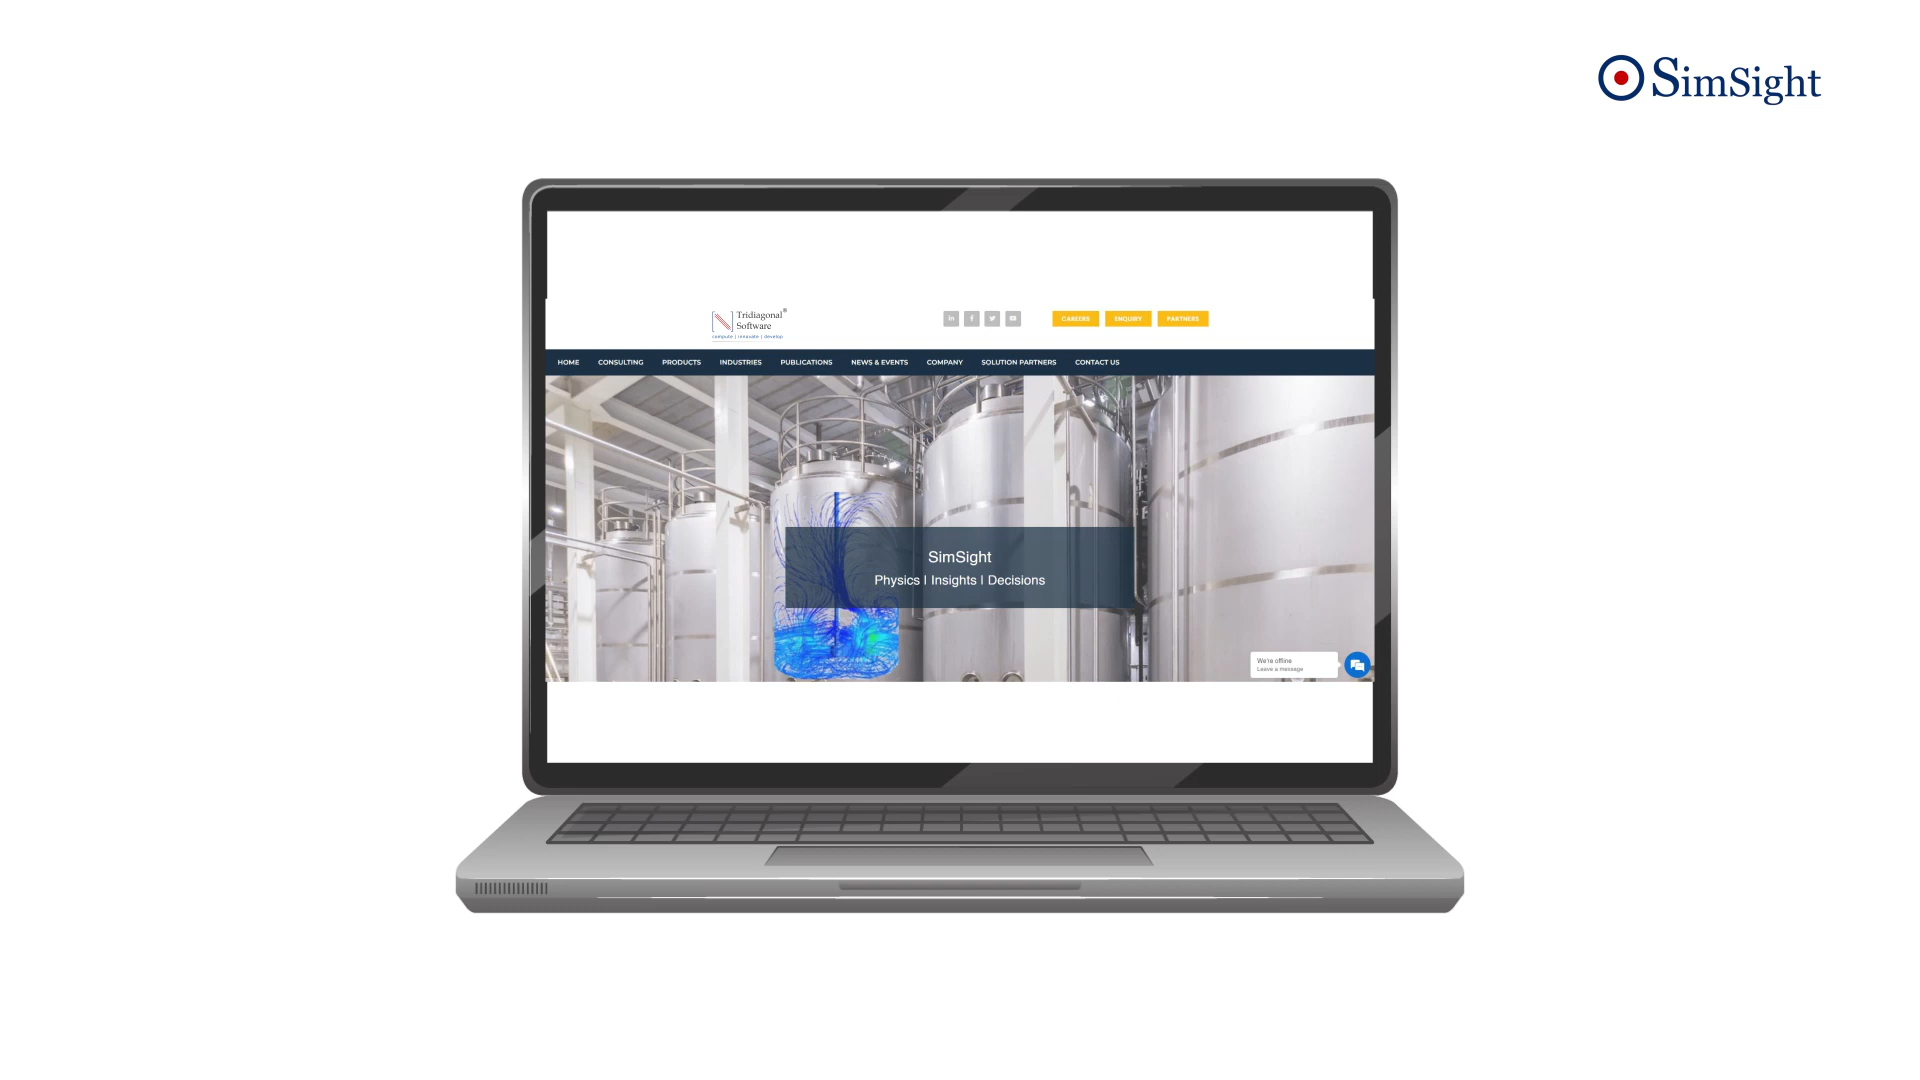 SimSight
Tridiagonal®
Software
compute | innovate | develop
CAREERS
ENQUIRY
PARTNERS
HOME CONSULTING PRODUCTS INDUSTRIES PUBLICATIONS NEWS & EVENTS COMPANY SOLUTION PARTNERS CONTACT US
SimSight
Physics | Insights | Decisions
We're offline
Leave a message